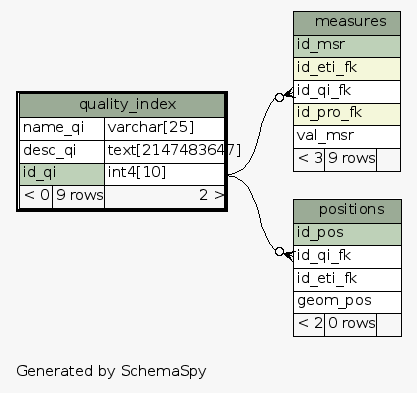 quality_index
name_qi varchar[25]
desc_qi text[2147483647]
id_qi int4[10]
< 0 9 rows 2 >
measures
id_msr
id_eti_fk
id_qi_fk
id_pro_fk
val_msr
< 3 9 rows
positions
id_pos
id_qi_fk
id_eti_fk
geom_pos
< 2 0 rows
Generated by SchemaSpy